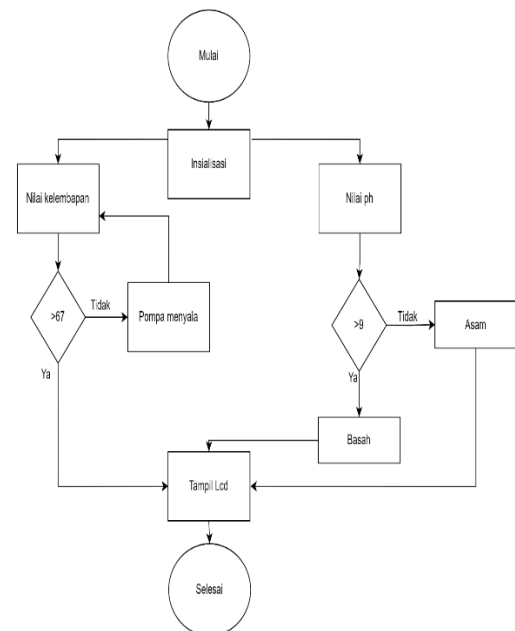 Mulai
Insialisasi
Nilai kelembapan
Nilai ph
>67
Tidak
Pompa menyala
>9
Tidak
Asam
Ya
Ya
Basah
Tampil Lcd
Selesai